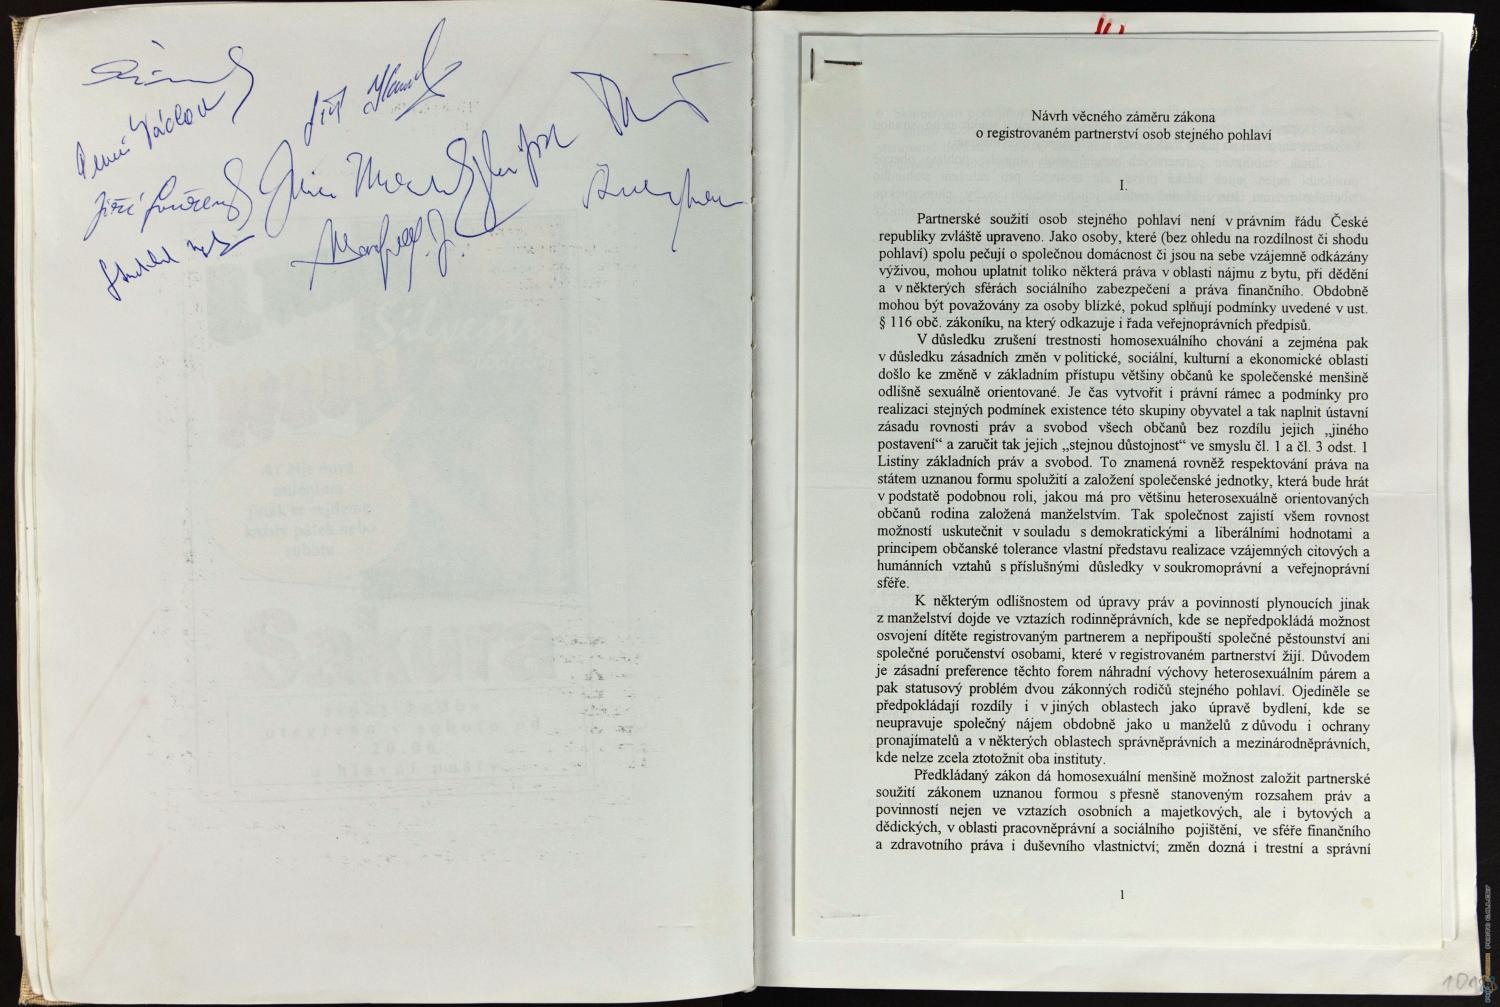 Václav
Jiří
Jiří
Návrh věcného záměru zákona
o registrovaném partnerství osob stejného pohlaví
I.
Partnerské soužití osob stejného pohlaví není v právním řádu České
republiky zvláště upraveno. Jako osoby, které (bez ohledu na rozdílnost či shodu
pohlaví) spolu pečují o společnou domácnost či jsou na sebe vzájemně odkázány
výživou, mohou uplatnit toliko některá práva v oblasti nájmu z bytu, při dědění
a v některých sférách sociálního zabezpečení a práva finančního. Obdobně
mohou být považovány za osoby blízké, pokud splňují podmínky uvedené v ust.
§ 116 obč. zákoníku, na který odkazuje i řada veřejnoprávních předpisů.
V důsledku zrušení trestnosti homosexuálního chování a zejména pak
v důsledku zásadních změn v politické, sociální, kulturní a ekonomické oblasti
došlo ke změně v základním přístupu většiny občanů ke společenské menšině
odlišně sexuálně orientované. Je čas vytvořit i právní rámec a podmínky pro
realizaci stejných podmínek existence této skupiny obyvatel a tak naplnit ústavní
zásadu rovnosti práv a svobod všech občanů bez rozdílu jejich „jiného
postavení“ a zaručit tak jejich „stejnou důstojnost“ ve smyslu čl. 1 a čl. 3 odst. 1
Listiny základních práv a svobod. To znamená rovněž respektování práva na
státem uznanou formu spolužití a založení společenské jednotky, která bude hrát
v podstatě podobnou roli, jakou má pro většinu heterosexuálně orientovaných
občanů rodina založená manželstvím. Tak společnost zajistí všem rovnost
možností uskutečnit v souladu s demokratickými a liberálními hodnotami a
principem občanské tolerance vlastní představu realizace vzájemných citových a
humánních vztahů s příslušnými důsledky v soukromoprávní a veřejnoprávní
sféře.
K některým odlišnostem od úpravy práv a povinností plynoucích jinak
z manželství dojde ve vztazích rodinněprávních, kde se nepředpokládá možnost
osvojení dítěte registrovaným partnerem a nepřipouští společné pěstounství ani
společné poručenství osobami, které v registrovaném partnerství žijí. Důvodem
je zásadní preference těchto forem náhradní výchovy heterosexuálním párem a
pak statusový problém dvou zákonných rodičů stejného pohlaví. Ojediněle se
předpokládají rozdíly i v jiných oblastech jako úpravě bydlení, kde se
neupravuje společný nájem obdobně jako u manželů z důvodu i ochrany
pronajímatelů a v některých oblastech správněprávních a mezinárodněprávních,
kde nelze zcela ztotožnit oba instituty.
Předkládaný zákon dá homosexuální menšině možnost založit partnerské
soužití zákonem uznanou formou s přesně stanoveným rozsahem práv a
povinností nejen ve vztazích osobních a majetkových, ale i bytových a
dědických, v oblasti pracovněprávní a sociálního pojištění, ve sféře finančního
a zdravotního práva i duševního vlastnictví; změn dozná i trestní a správní
1